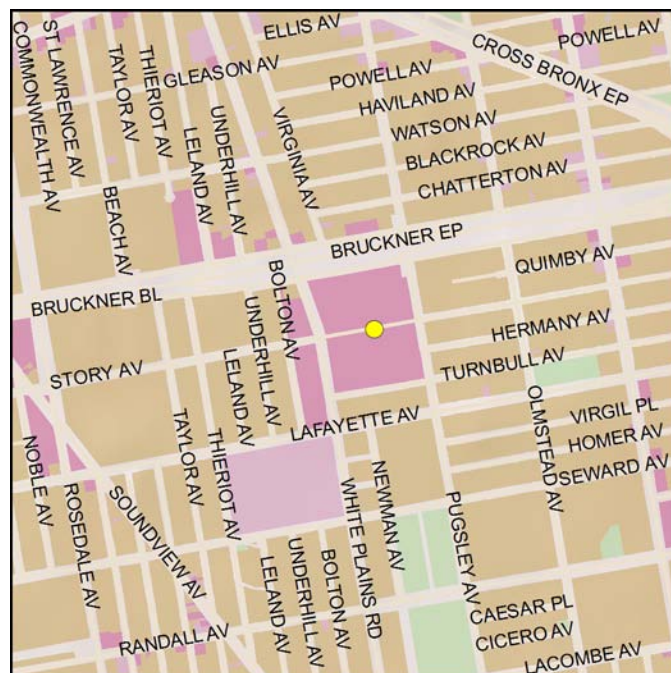 ELLIS AV
POWELL AV
CROSS BRONX EP
ST LAWRENCE AV
COMMONWEALTH AV
TAYLOR AV
THIERIOT AV
GLEASON AV
POWELL AV
HAVILAND AV
WATSON AV
BLACKROCK AV
CHATTERTON AV
LELAND AV
UNDERHILL AV
VIRGINIA AV
BEACH AV
BRUCKNER EP
BRUCKNER BL
BOLTON AV
QUIMBY AV
HERMANY AV
TURNBULL AV
UNDERHILL AV
LELAND AV
STORY AV
LAFAYETTE AV
VIRGIL PL
HOMER AV
SEWARD AV
OLMSTEAD AV
NOBLE AV
ROSEDALE AV
SOUNDVIEW AV
TAYLOR AV
THIERIOT AV
WHITE PLAINS RD
NEWMAN AV
PUGSLEY AV
LELAND AV
UNDERHILL AV
BOLTON AV
RANDALL AV
CAESAR PL
CICERO AV
LACOMBE AV